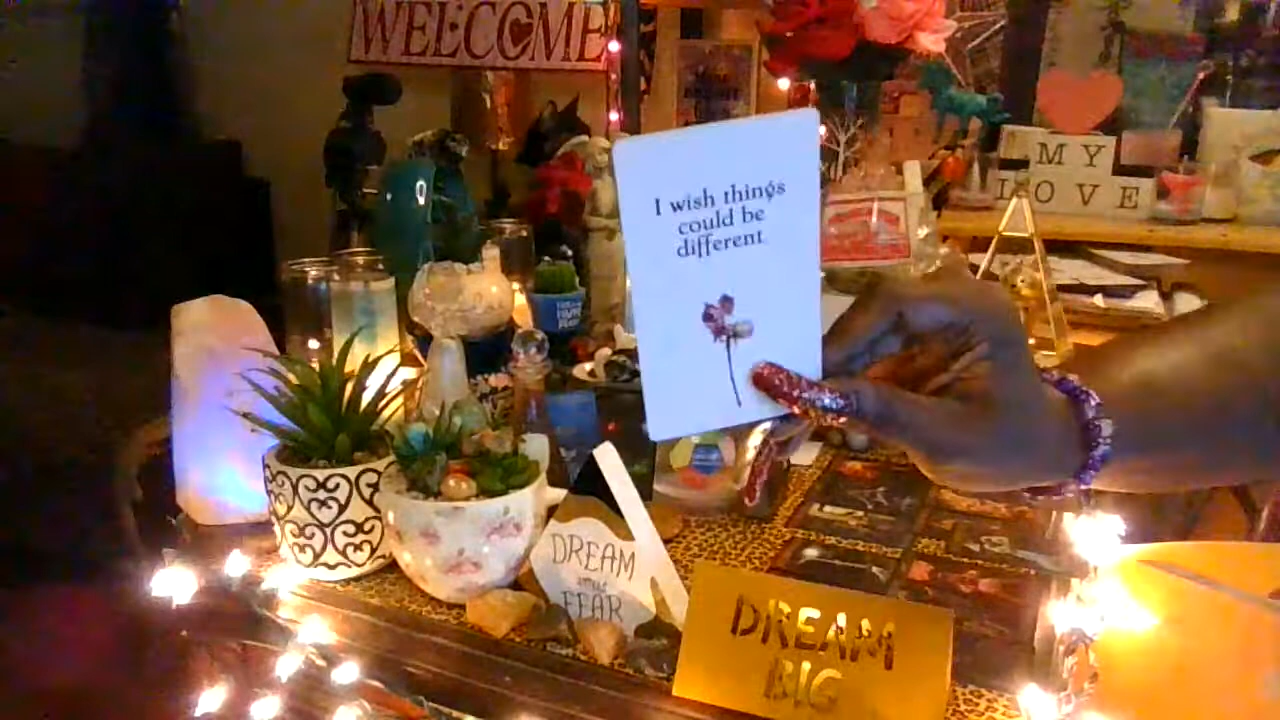 WELCOME
I wish things
could be
different
MY
LOVE
DREAM
FEAR
DREAM
BIG